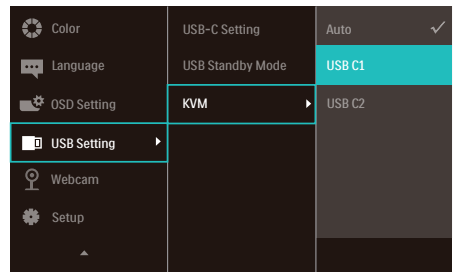 Color
Language
OSD Setting
USB Setting
Webcam
Setup
USB-C Setting
USB Standby Mode
KVM
Auto
USB C1
USB C2